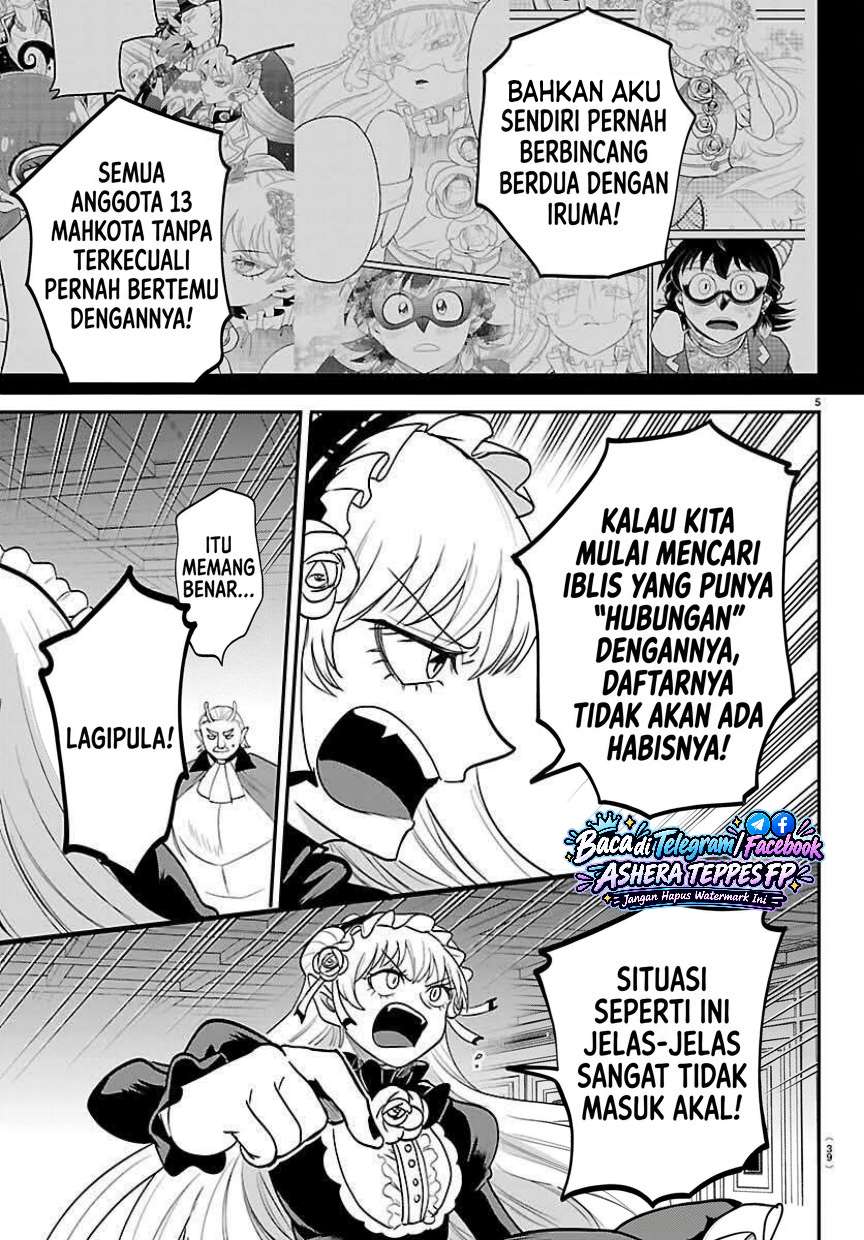 BAHKAN AKU
SENDIRI PERNAH
BERBINCANG
BERDUA DENGAN
IRUMA!
SEMUA
ANGGOTA 13
MAHKOTA TANPA
TERKECUALI
PERNAH BERTEMU
DENGANNYA!
5
KALAU KITA
MULAI MENCARI
IBLIS YANG PUNYA
“HUBUNGAN”
DENGANNYA,
DAFTARNYA
TIDAK AKAN ADA
HABISNYA!
ITU
MEMANG
BENAR...
LAGIPULA!
Baca di Telegram/Facebook
ASHERA TEPPES FP
Jangan Hapus Watermark Ini
SITUASI
SEPERTI INI
JELAS-JELAS
SANGAT TIDAK
MASUK AKAL!
(39)